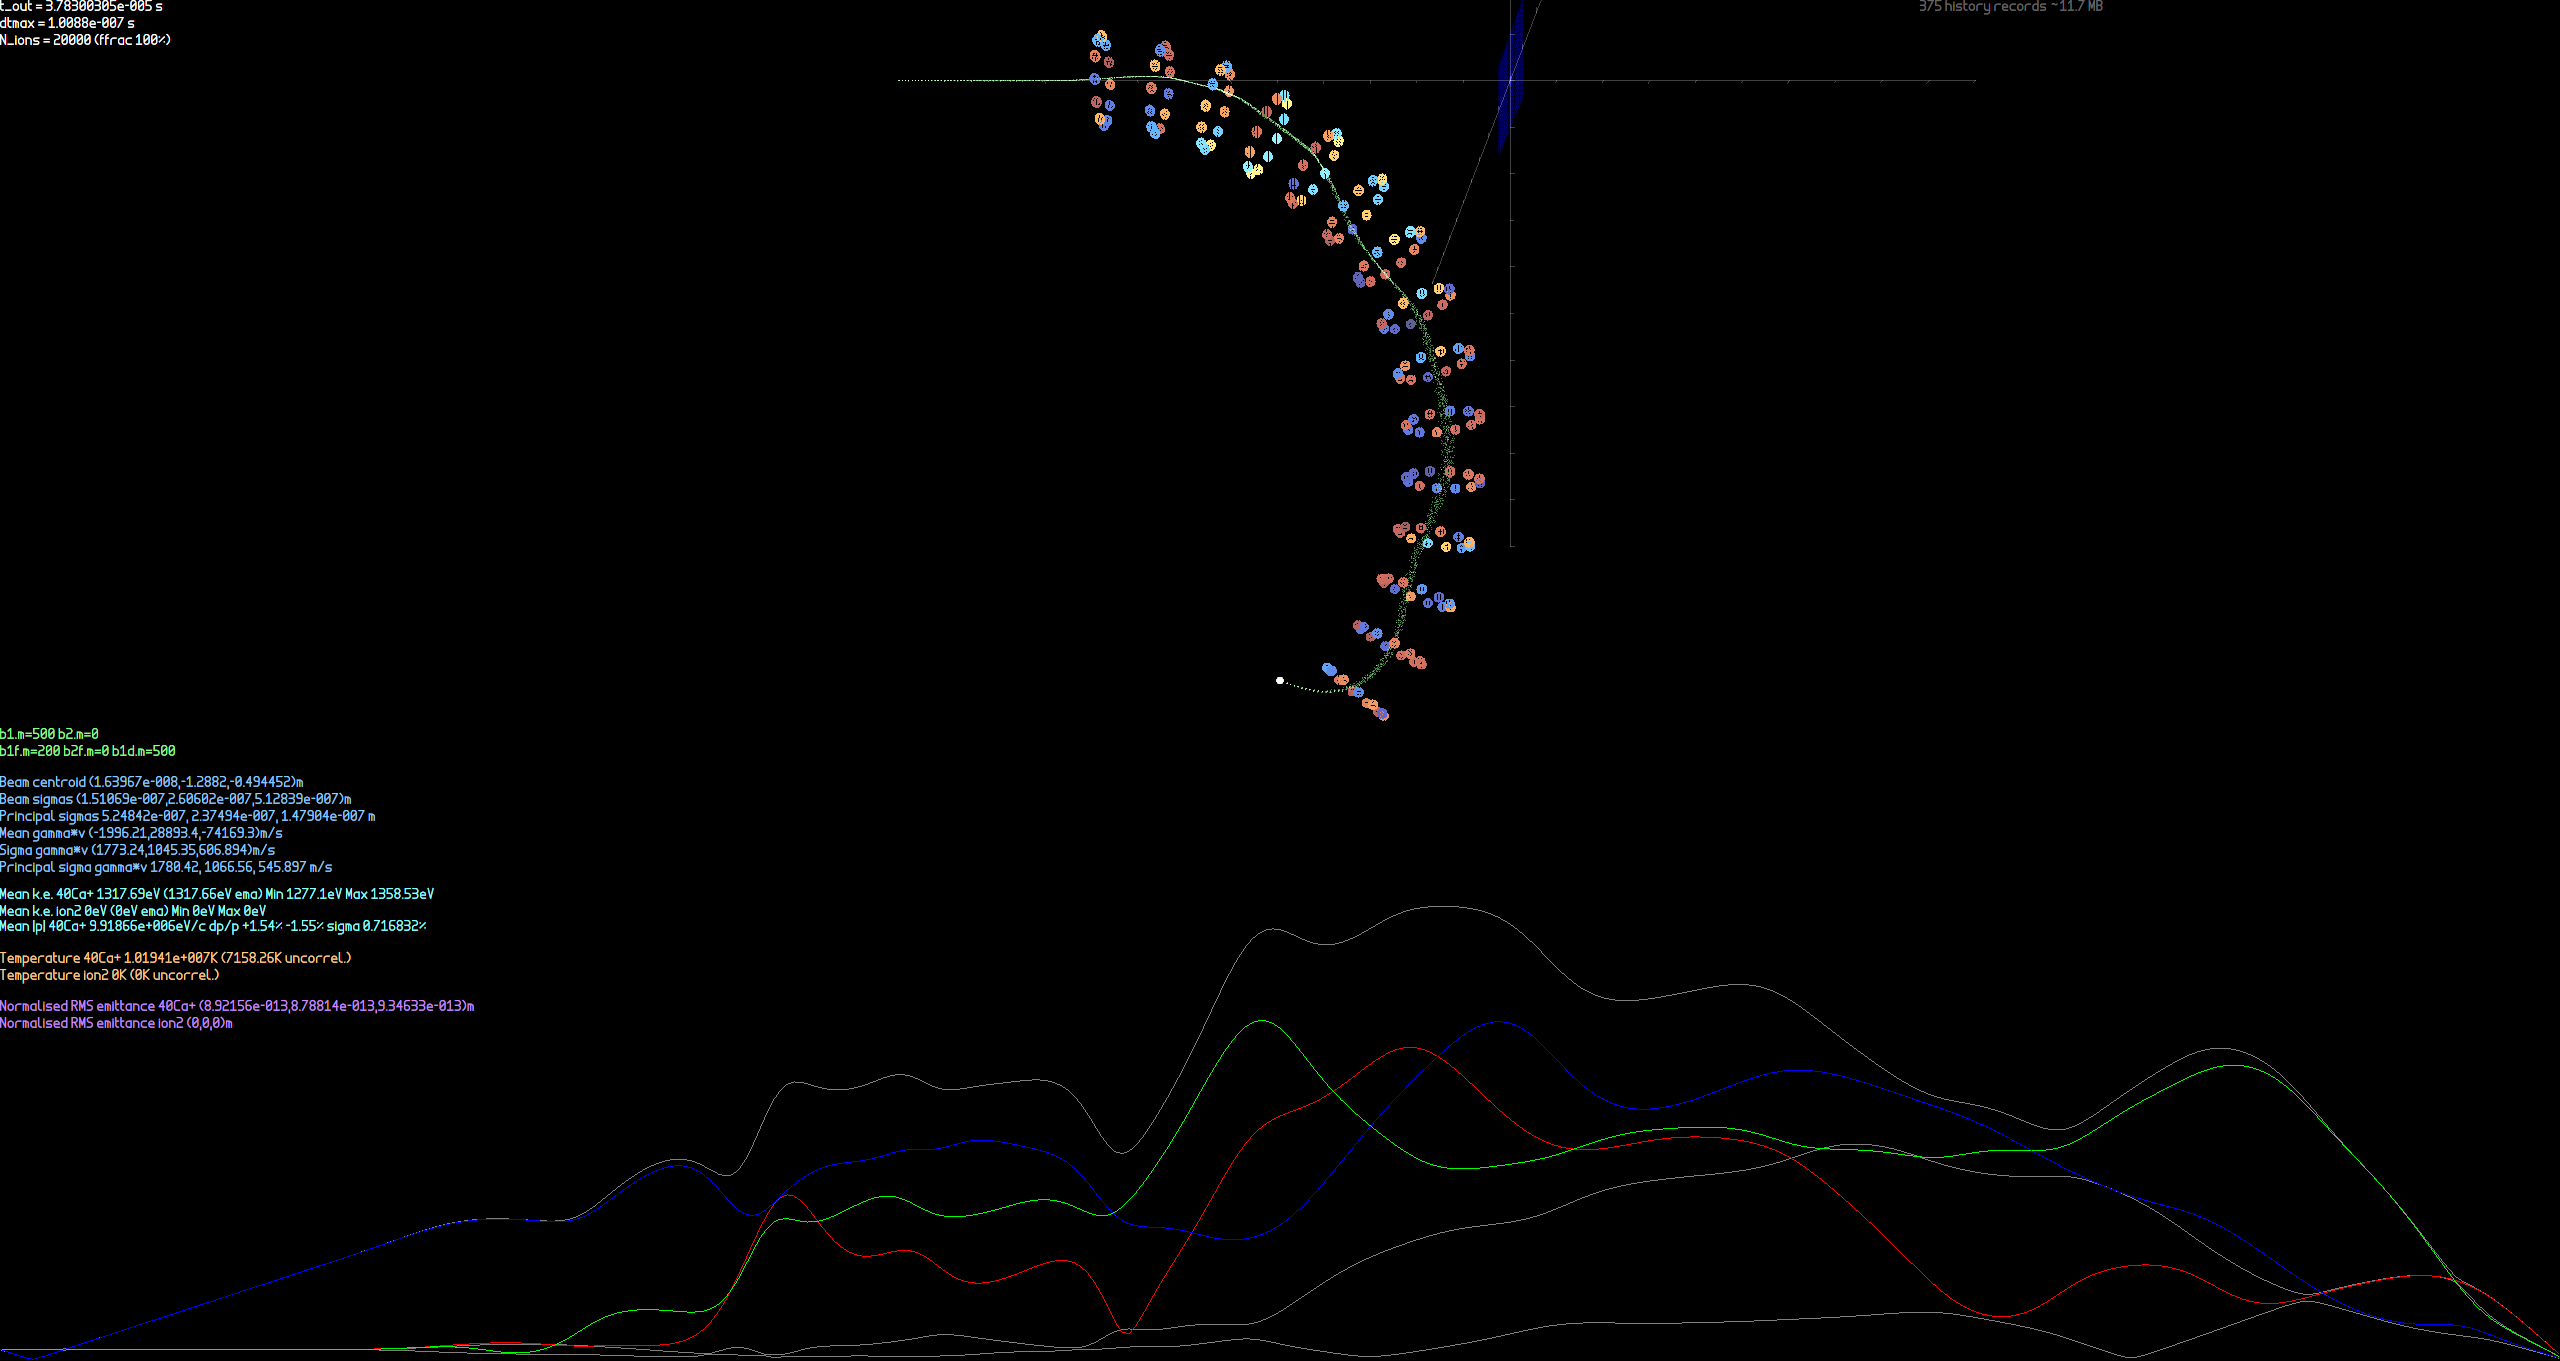 t_out = 3.78300305e-005 s
375 history records ~11.7 MB
dtmax = 1.0088e-007 s
N_ions = 20000 (ffrac 100%)
b1.m=500 b2.m=0
b1f.m=200 b2f.m=0 b1d.m=500
Beam centroid (1.63967e-008,-1.2882,-0.494452)m
Beam sigmas (1.51069e-007,2.60602e-007,5.12839e-007)m
Principal sigmas 5.24842e-007, 2.37494e-007, 1.47904e-007 m
Mean gamma*v (-1996.21,28893.4,-74169.3)m/s
Sigma gamma*v (1773.24,1045.35,606.894)m/s
Principal sigma gamma*v 1780.42, 1066.56, 545.897 m/s
Mean k.e. 40Ca+ 1317.69eV (1317.66eV ema) Min 1277.1eV Max 1358.53eV
Mean k.e. ion2 0eV (0eV ema) Min 0eV Max 0eV
Mean |p| 40Ca+ 9.91866e+006eV/c dp/p +1.54% -1.55% sigma 0.716832%
Temperature 40Ca+ 1.01941e+007K (7158.26K uncorrel.)
Temperature ion2 0K (0K uncorrel.)
Normalised RMS emittance 40Ca+ (8.92156e-013,8.78814e-013,9.34633e-013)m
Normalised RMS emittance ion2 (0,0,0)m